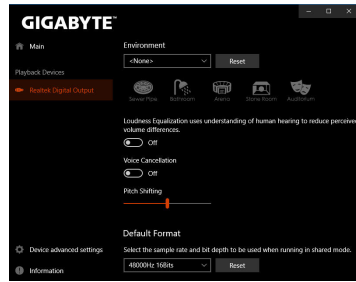 GIGABYTE™
Main
Playback Devices
Realtek Digital Output
Device advanced settings
Information
Environment
<None>
Reset
Sewer Pipe
Bathroom
Arena
Stone Room
Auditorium
Loudness Equalization uses understanding of human hearing to reduce perceive
volume differences.
Off
Voice Cancellation
Off
Pitch Shifting
Default Format
Select the sample rate and bit depth to be used when running in shared mode.
48000Hz 16Bits
Reset